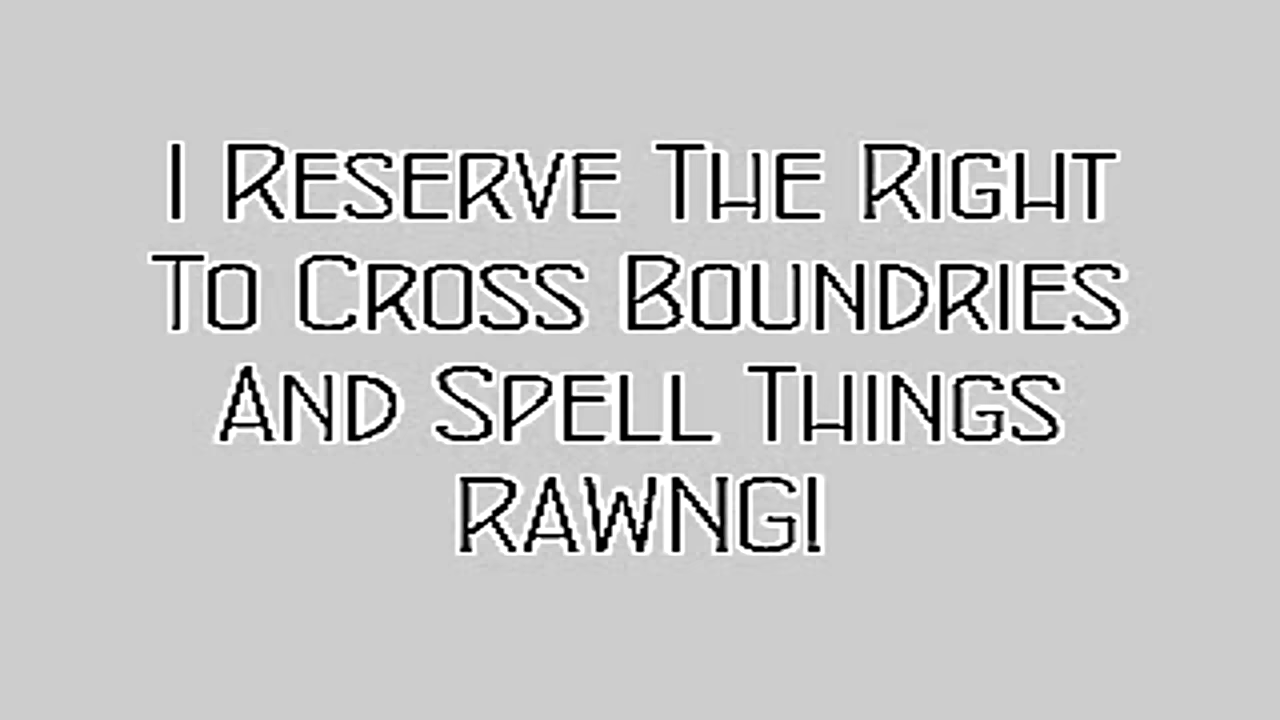 I Reserve The Right
To Cross Boundries
And Spell Things
RAWNG!